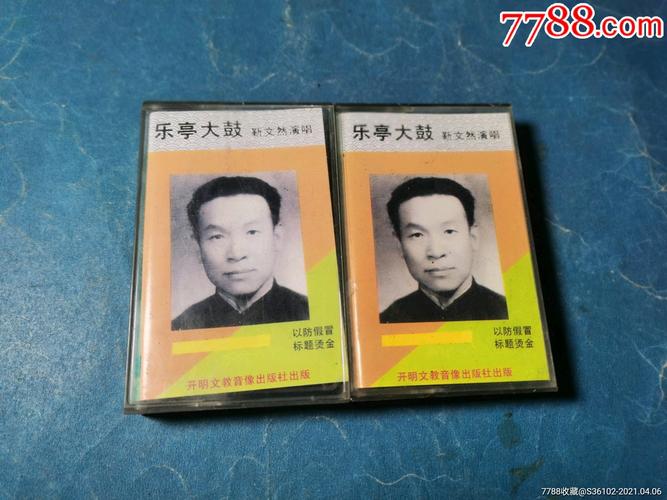 7788.com
乐亭大鼓 靳文然演唱
以防假冒
标题烫金
开明文教音像出版社出版
乐亭大鼓 靳文然演唱
以防假冒
标题烫金
开明文教音像出版社出版
7788收藏@S36102-2021.04.06